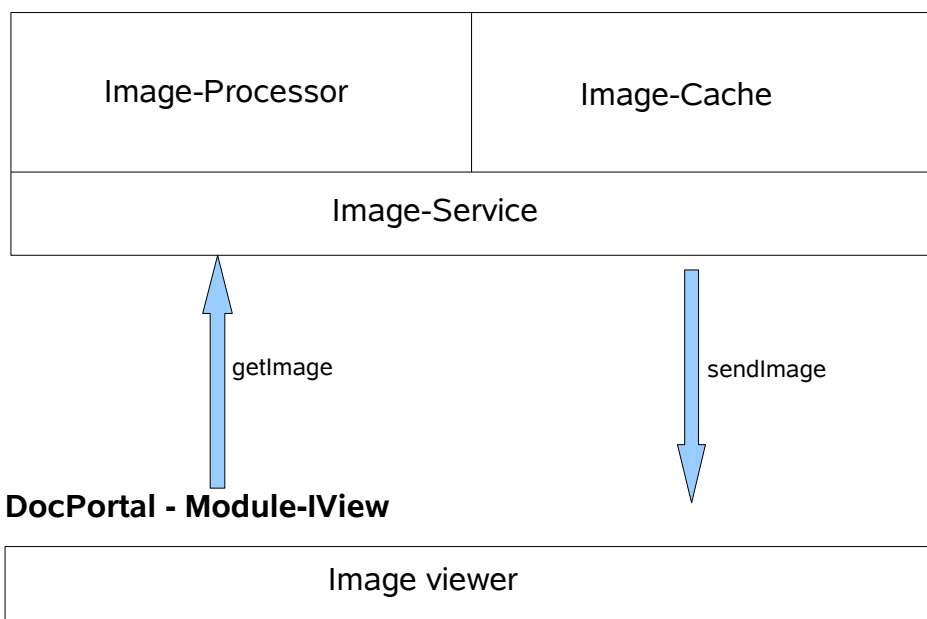 Image-Processor
Image-Cache
Image-Service
getImage
sendImage
DocPortal - Module-IView
Image viewer